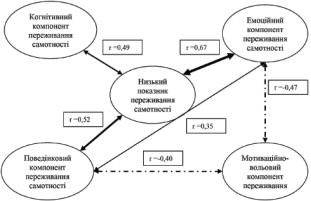 Когнітивний
компонент
переживання
самотності
Емоційний
компонент
переживання
самотності
r =0,49
r =0,67
Низький
показник
переживання
самотності
r =-0,47
r =0,52
r =0,35
Поведінковий
компонент
переживання
самотності
r =-0,40
Мотиваційно-
вольовий
компонент
переживання